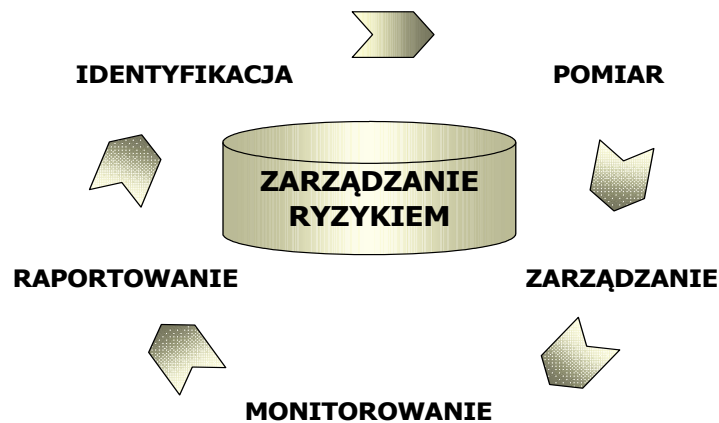 IDENTYFIKACJA
POMIAR
ZARZĄDZANIE
RYZYKIEM
RAPORTOWANIE
ZARZĄDZANIE
MONITOROWANIE